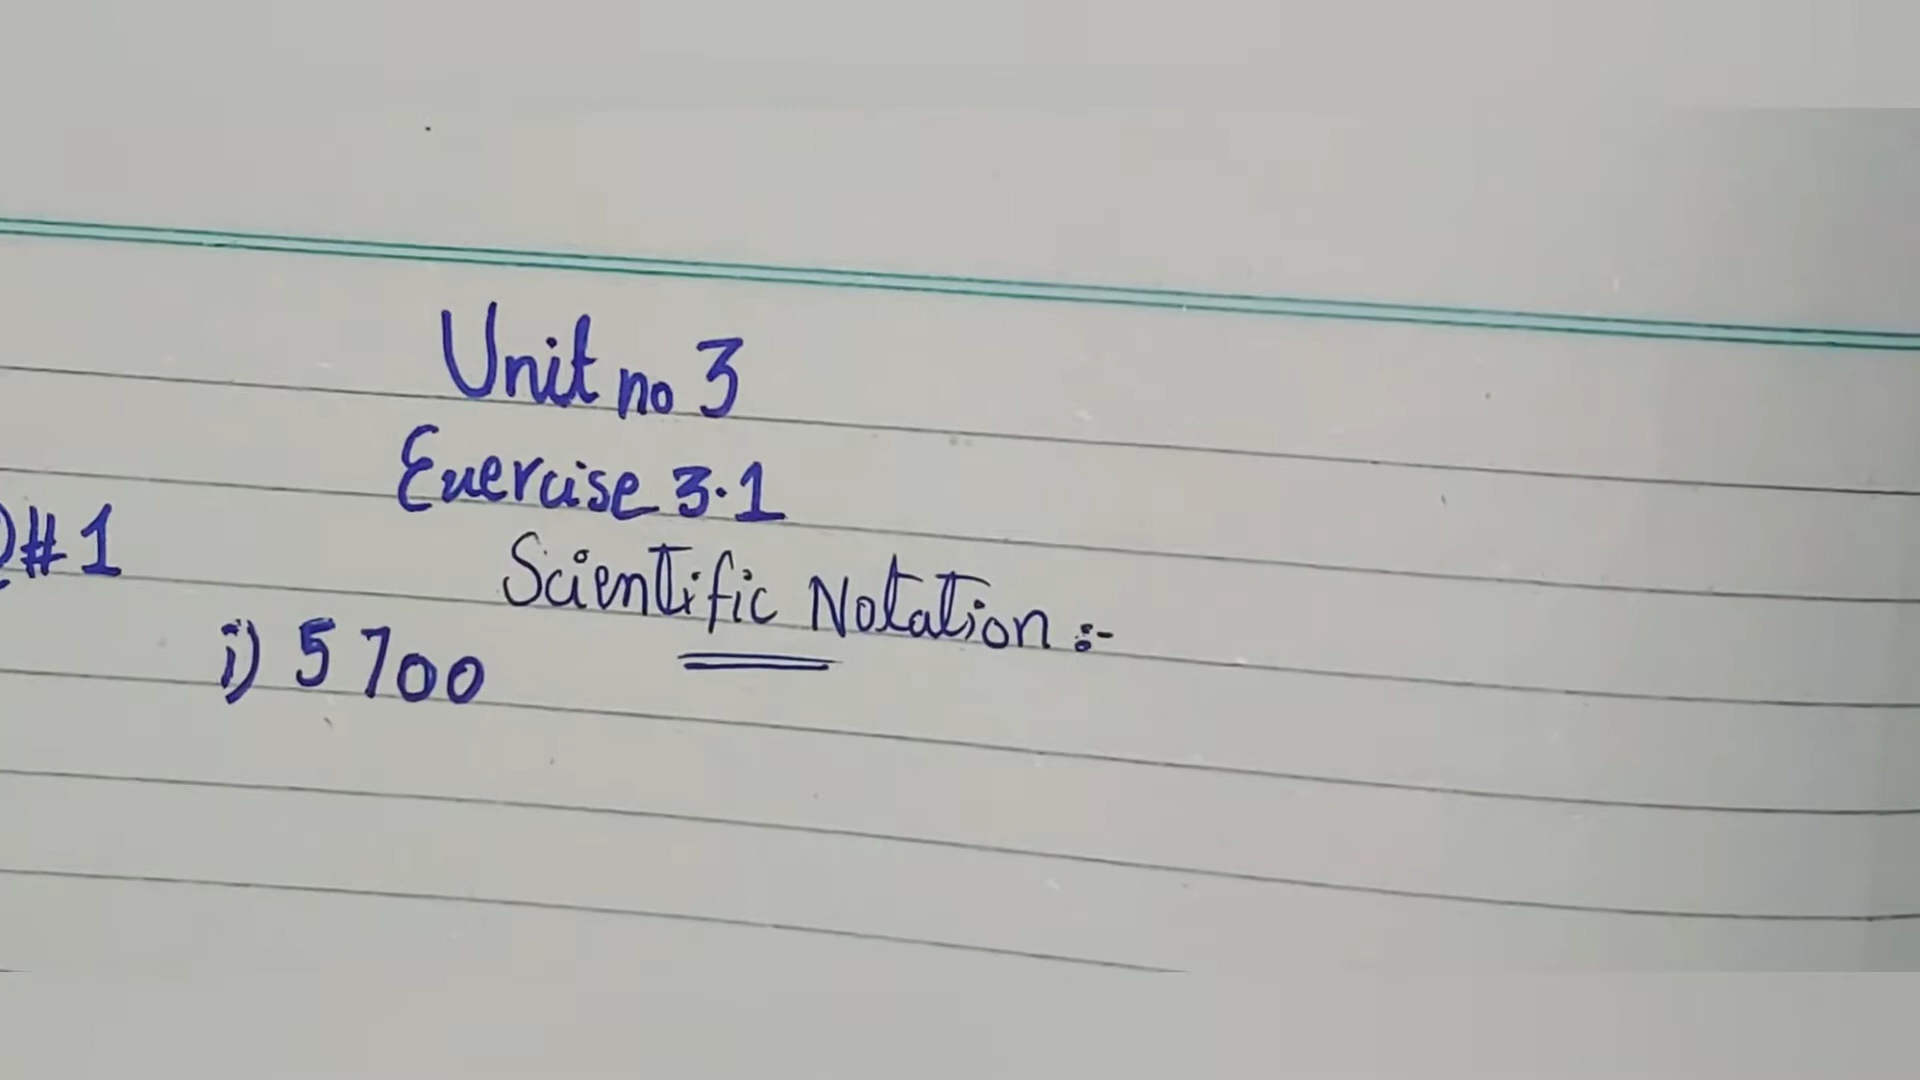 Unit no 3
Exercise 3.1
Q#1
Scientific Notation :-
i) 5700